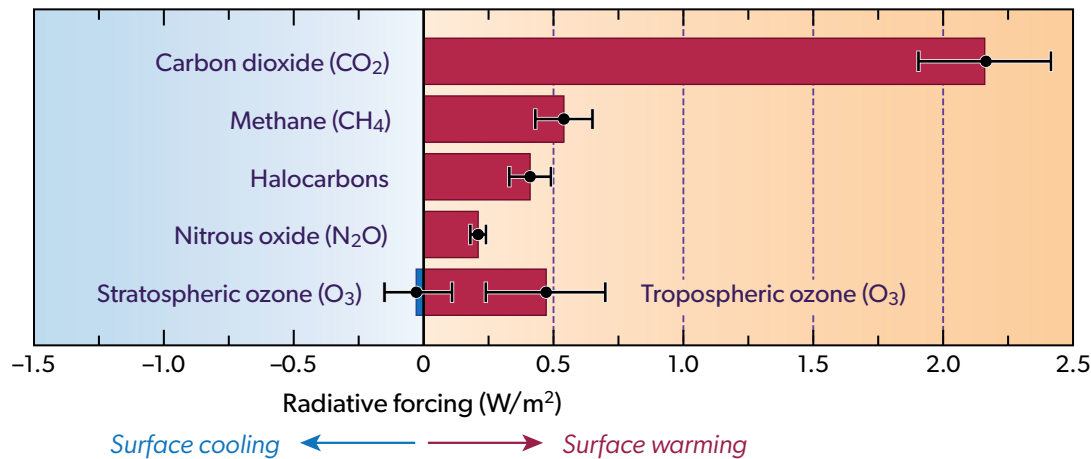 Carbon dioxide (CO₂)
Methane (CH₄)
Halocarbons
Nitrous oxide (N₂O)
Stratospheric ozone (O₃) Tropospheric ozone (O₃)
–1.5 –1.0 –0.5 0 0.5 1.0 1.5 2.0 2.5
Radiative forcing (W/m²)
Surface cooling Surface warming